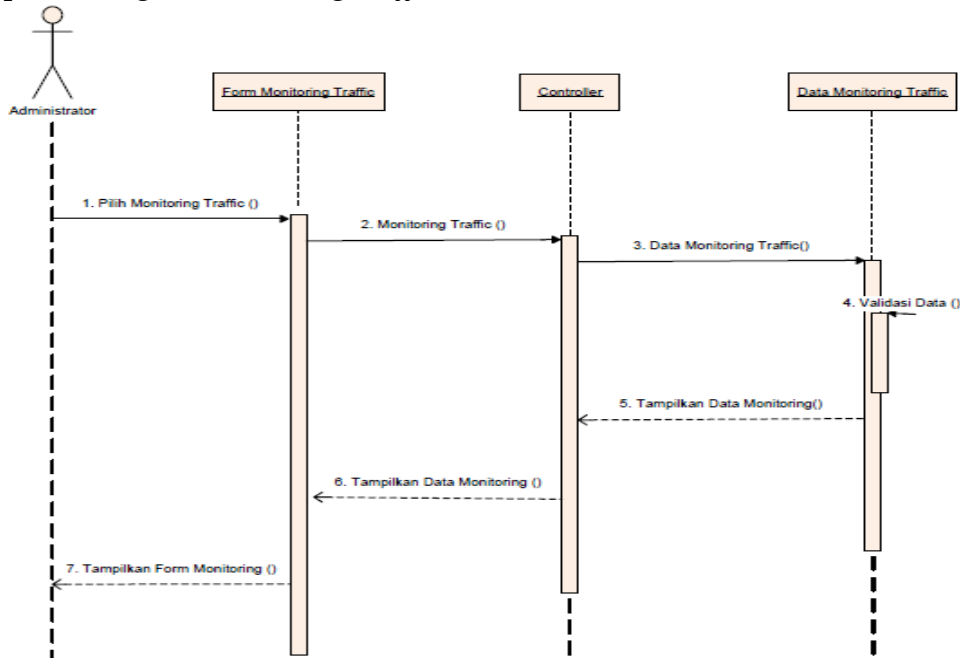 Administrator
Form Monitoring Traffic
Controller
Data Monitoring Traffic
1. Pilih Monitoring Traffic ()
2. Monitoring Traffic ()
3. Data Monitoring Traffic()
4. Validasi Data ()
5. Tampilkan Data Monitoring()
6. Tampilkan Data Monitoring ()
7. Tampilkan Form Monitoring ()